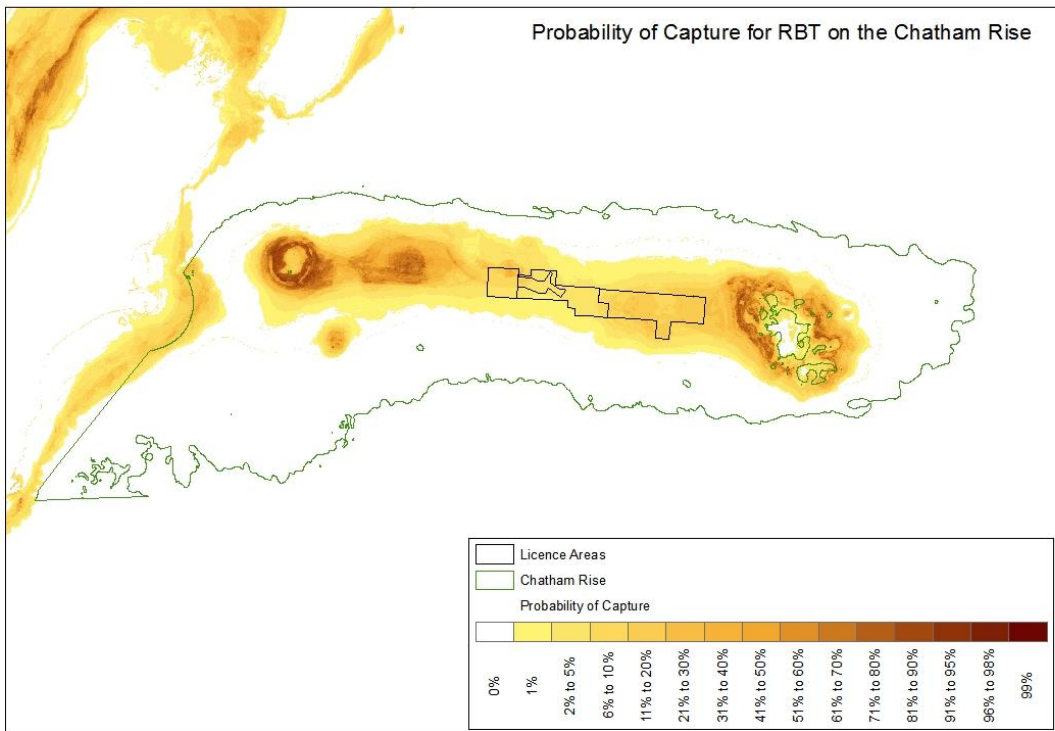 Probability of Capture for RBT on the Chatham Rise
Licence Areas
Chatham Rise
Probability of Capture
0%
1%
2% to 5%
6% to 10%
11% to 20%
21% to 30%
31% to 40%
41% to 50%
51% to 60%
61% to 70%
71% to 80%
81% to 90%
91% to 95%
96% to 98%
99%